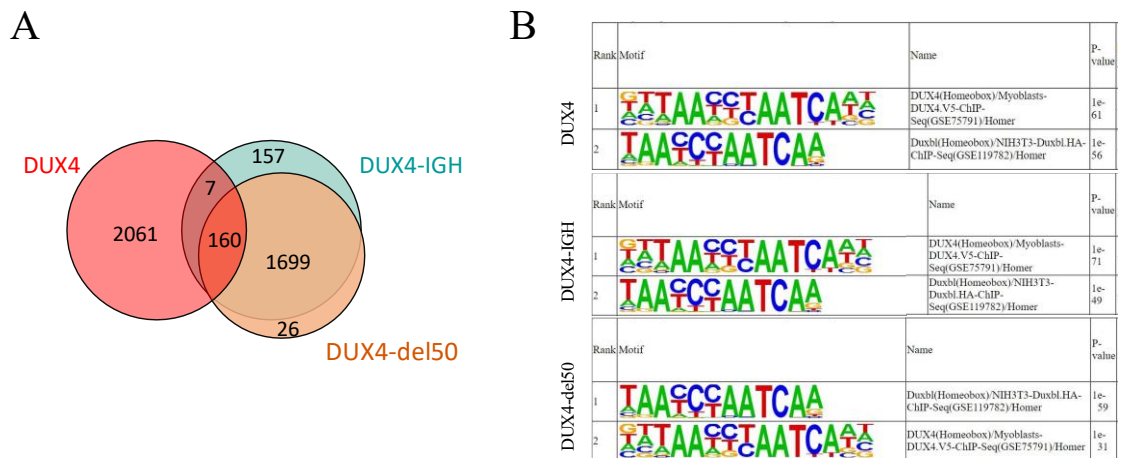 A
B
DUX4
DUX4-IGH
DUX4-del50
157
7
2061
160
1699
26
DUX4
Rank Motif Name P-
value
1 DUX4(Homeobox)/Myoblasts-
DUX4.V5-ChIP-
Seq(GSE75791)/Homer 1e-
61
2 Duxbl(Homeobox)/NIH3T3-Duxbl.HA-
ChIP-Seq(GSE119782)/Homer 1e-
56
DUX4-IGH
Rank Motif Name P-
value
1 DUX4(Homeobox)/Myoblasts-
DUX4.V5-ChIP-
Seq(GSE75791)/Homer 1e-
71
2 Duxbl(Homeobox)/NIH3T3-
Duxbl.HA-ChIP-
Seq(GSE119782)/Homer 1e-
49
DUX4-del50
Rank Motif Name P-
value
1 TAAYCYAATCAA Duxbl(Homeobox)/NIH3T3-Duxbl.HA-
ChIP-Seq(GSE119782)/Homer 1e-
59
2 DUX4(Homeobox)/Myoblasts-
DUX4.V5-ChIP-Seq(GSE75791)/Homer 1e-
31